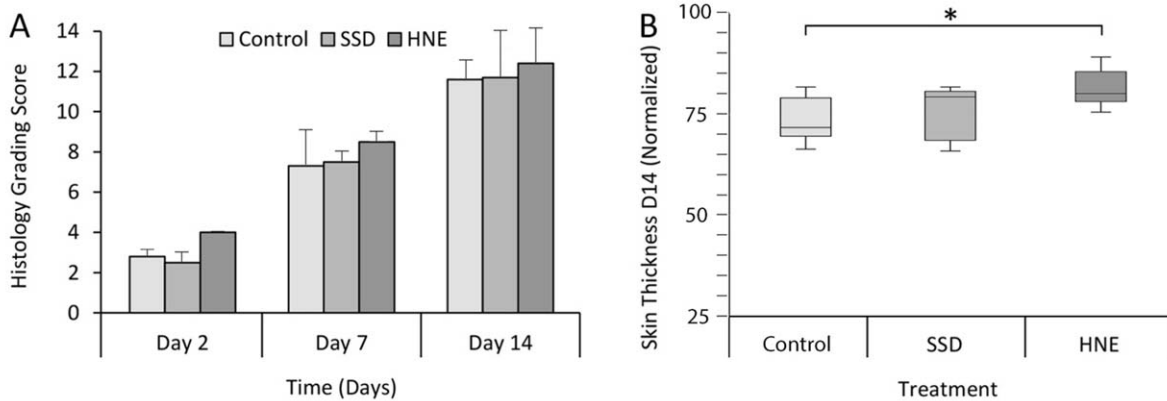 A
Control SSD HNE
Histology Grading Score
14
12
10
8
6
4
2
0
Day 2 Day 7 Day 14
Time (Days)
B
*
Skin Thickness D14 (Normalized)
100
75
50
25
Control SSD HNE
Treatment